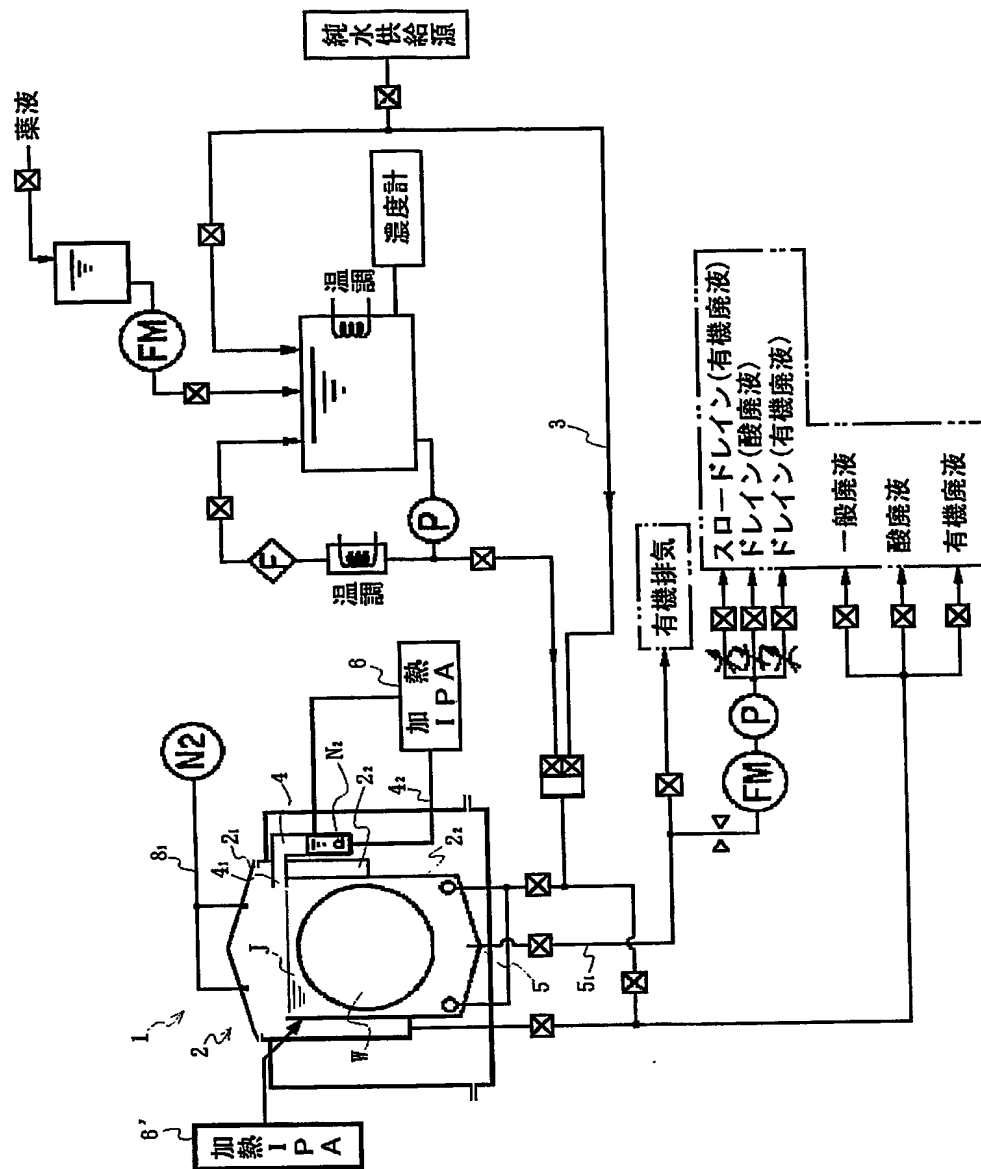 純水供給源
薬液
濃度計
温調
FM
3
F
温調
P
スロードレイン(有機廃液)
ドレイン(酸廃液)
ドレイン(有機廃液)
一般廃液
酸廃液
有機廃液
有機排気
P
FM
N2
8₁
6
加熱IPA
4
N₂
2₂
4₂
2₁
4
4₁
J
2₂
1
2
W
5
5₁
6'
加熱IPA